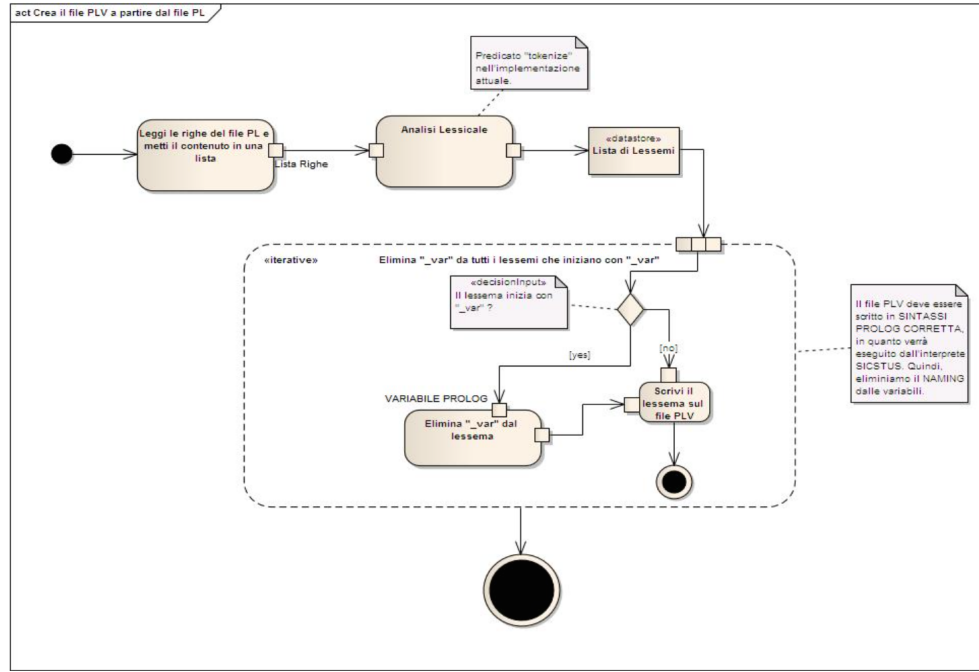 act Crea il file PLV a partire dal file PL
Predicato "tokenize"
nell'implementazione
attuale.
Leggi le righe del file PL e
metti il contenuto in una
lista
Lista Righe
Analisi Lessicale
«datastore»
Lista di Lessemi
«iterative»
Elimina "_var" da tutti i lessemi che iniziano con "_var"
«decisionInput»
Il lessema inizia con
"_var" ?
[yes]
[no]
VARIABILE PROLOG
Elimina "_var" dal
lessema
Scrivi il
lessema sul
file PLV
Il file PLV deve essere
scritto in SINTASSI
PROLOG CORRETTA,
in quanto verrà
eseguito dall'interprete
SICSTUS. Quindi,
eliminiamo il NAMING
dalle variabili.